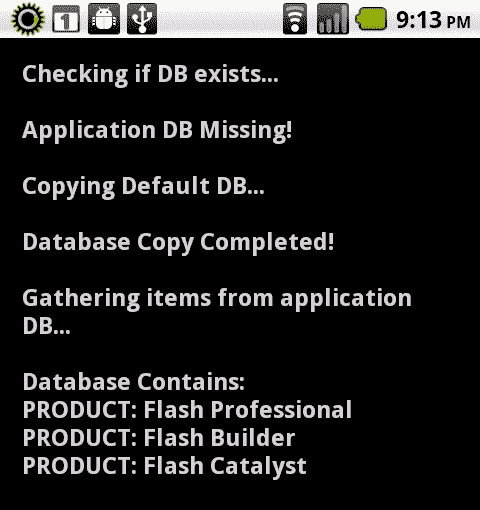 1
9:13 PM
Checking if DB exists...
Application DB Missing!
Copying Default DB...
Database Copy Completed!
Gathering items from application
DB...
Database Contains:
PRODUCT: Flash Professional
PRODUCT: Flash Builder
PRODUCT: Flash Catalyst